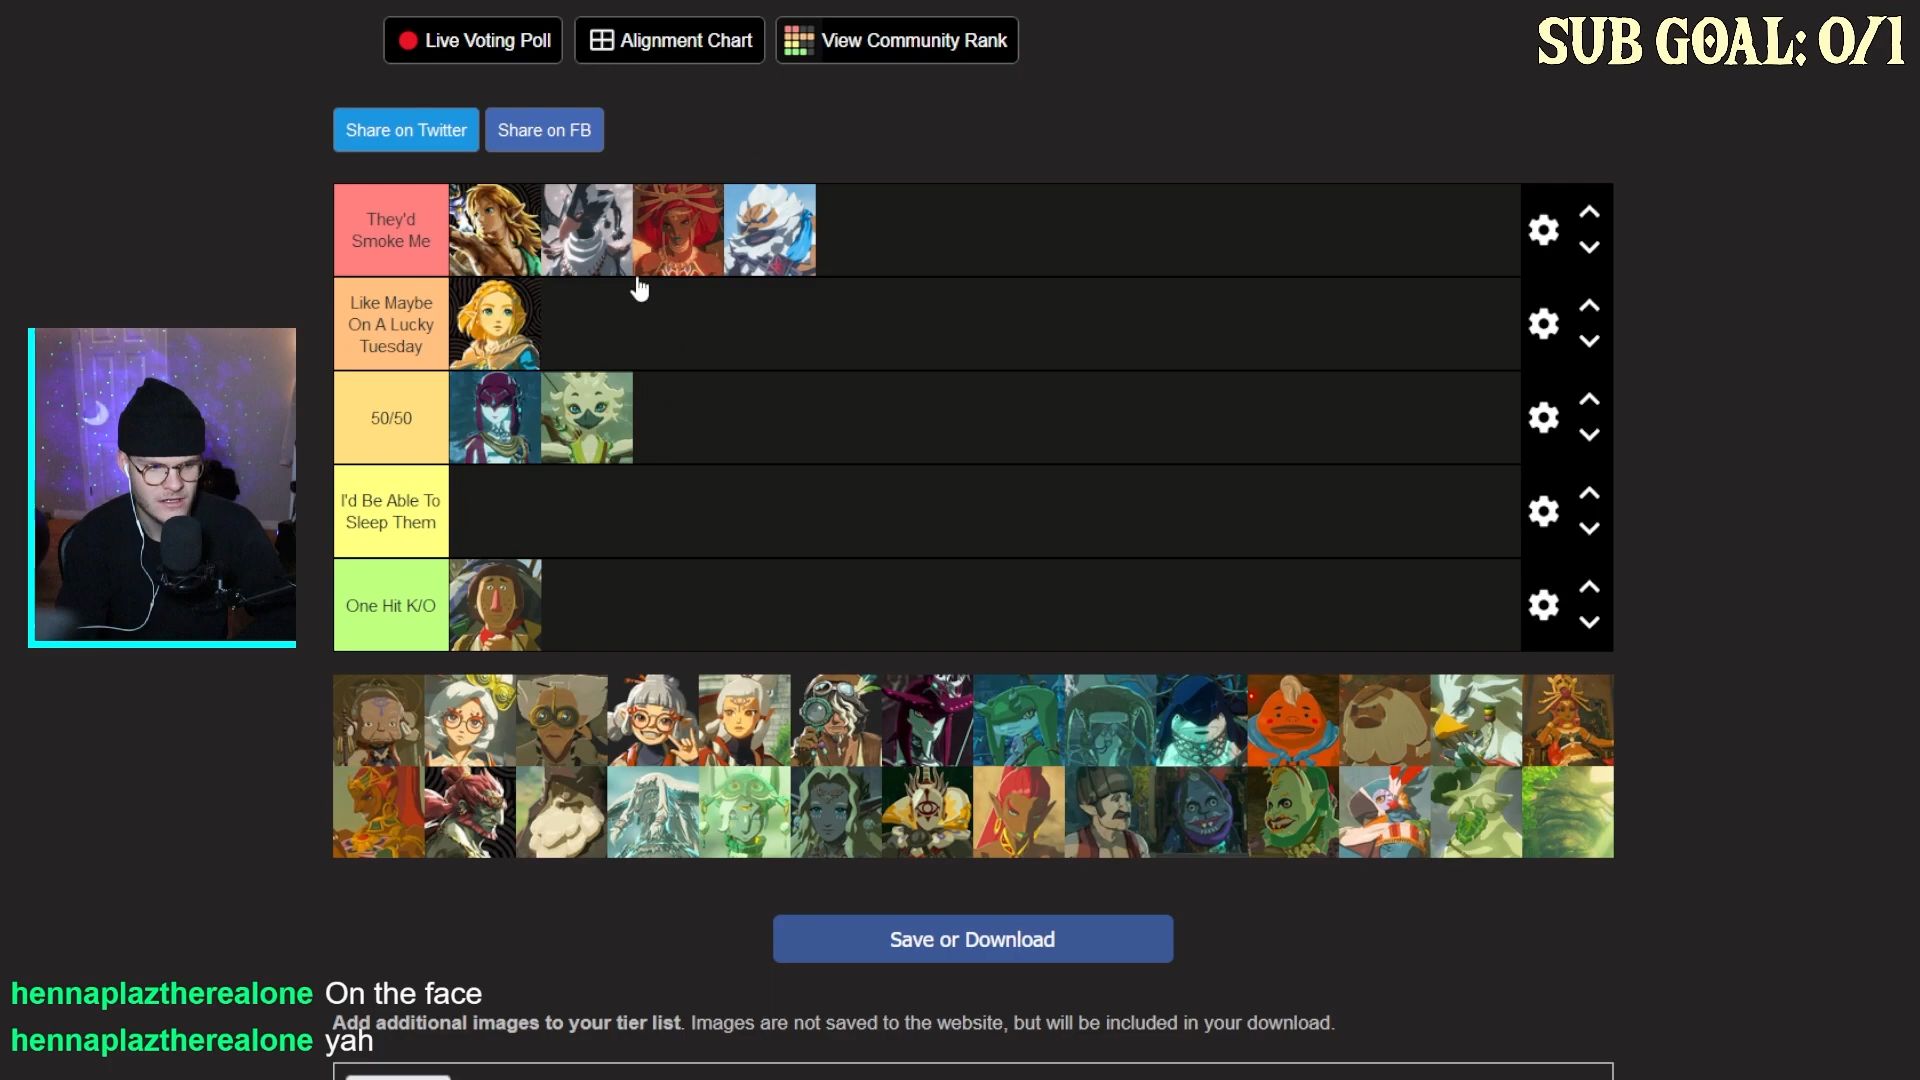 Live Voting Poll
Alignment Chart
View Community Rank
SUB GOAL: 0/1
Share on Twitter
Share on FB
They'd
Smoke Me
Like Maybe
On A Lucky
Tuesday
50/50
I'd Be Able To
Sleep Them
One Hit K/O
Save or Download
hennaplaztherealone On the face
Add additional images to your tier list. Images are not saved to the website, but will be included in your download.
hennaplaztherealone yah